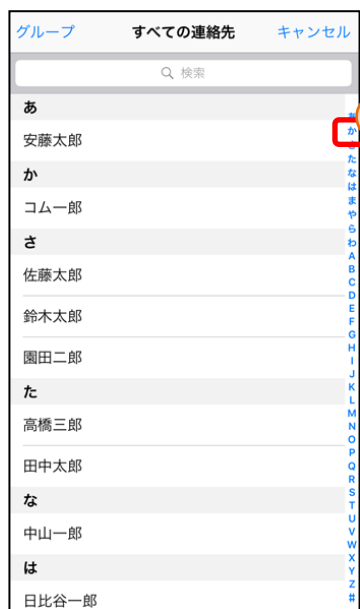 グループ すべての連絡先 キャンセル
検索
あ
安藤太郎
か
コム一郎
さ
佐藤太郎
鈴木太郎
園田二郎
た
高橋三郎
田中太郎
な
中山一郎
は
日比谷一郎
あ
か
さ
た
な
は
ま
や
ら
わ
A
B
C
D
E
F
G
H
I
J
K
L
M
N
O
P
Q
R
S
T
U
V
W
X
Y
Z
#